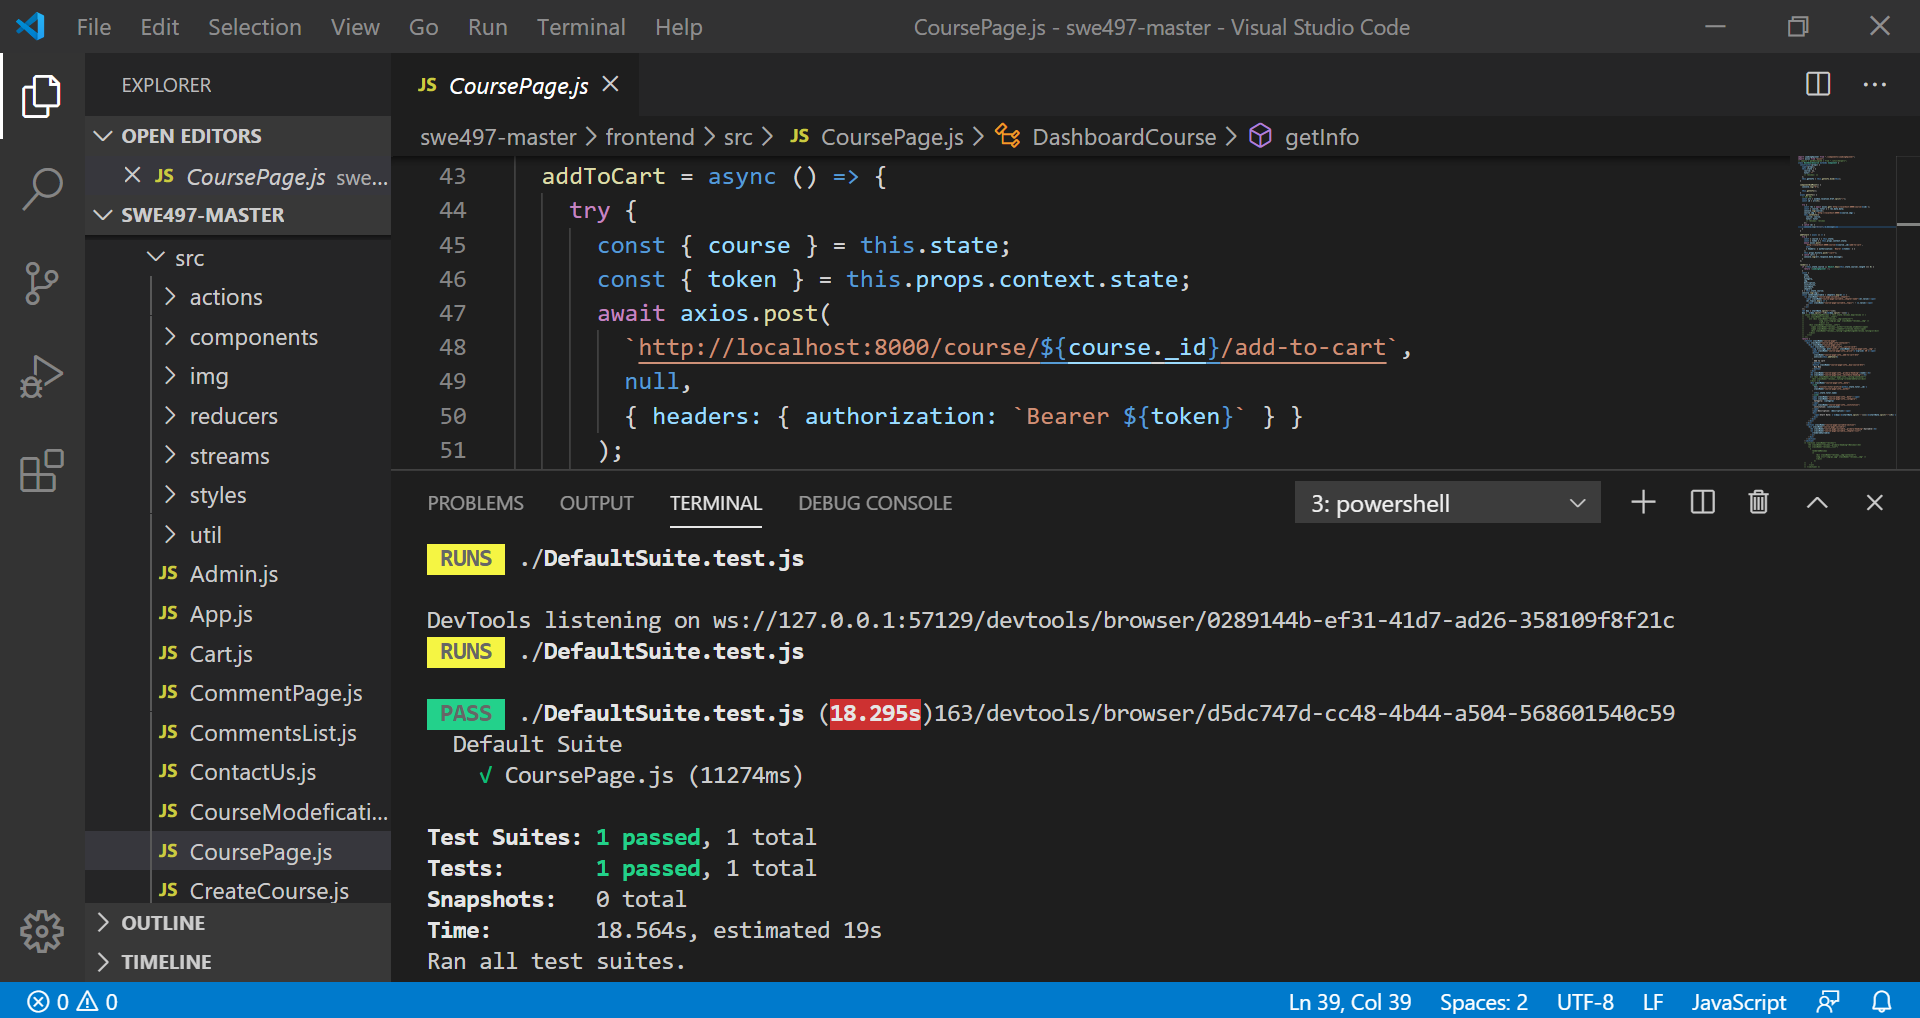 File Edit Selection View Go Run Terminal Help
CoursePage.js - swe497-master - Visual Studio Code
EXPLORER
OPEN EDITORS
JS CoursePage.js swe...
SWE497-MASTER
src
actions
components
img
reducers
streams
styles
util
JS Admin.js
JS App.js
JS Cart.js
JS CommentPage.js
JS CommentsList.js
JS ContactUs.js
JS CourseModeficati...
JS CoursePage.js
JS CreateCourse.js
OUTLINE
TIMELINE
JS CoursePage.js
swe497-master > frontend > src > JS CoursePage.js > DashboardCourse > getInfo
43 addToCart = async () => {
44 try {
45 const { course } = this.state;
46 const { token } = this.props.context.state;
47 await axios.post(
48 `http://localhost:8000/course/${course._id}/add-to-cart`,
49 null,
50 { headers: { authorization: `Bearer ${token}` } }
51 );
PROBLEMS OUTPUT TERMINAL DEBUG CONSOLE
3: powershell
RUNS ./DefaultSuite.test.js
DevTools listening on ws://127.0.0.1:57129/devtools/browser/0289144b-ef31-41d7-ad26-358109f8f21c
RUNS ./DefaultSuite.test.js
PASS ./DefaultSuite.test.js (18.295s)163/devtools/browser/d5dc747d-cc48-4b44-a504-568601540c59
Default Suite
√ CoursePage.js (11274ms)
Test Suites: 1 passed, 1 total
Tests: 1 passed, 1 total
Snapshots: 0 total
Time: 18.564s, estimated 19s
Ran all test suites.
0 0
Ln 39, Col 39 Spaces: 2 UTF-8 LF JavaScript